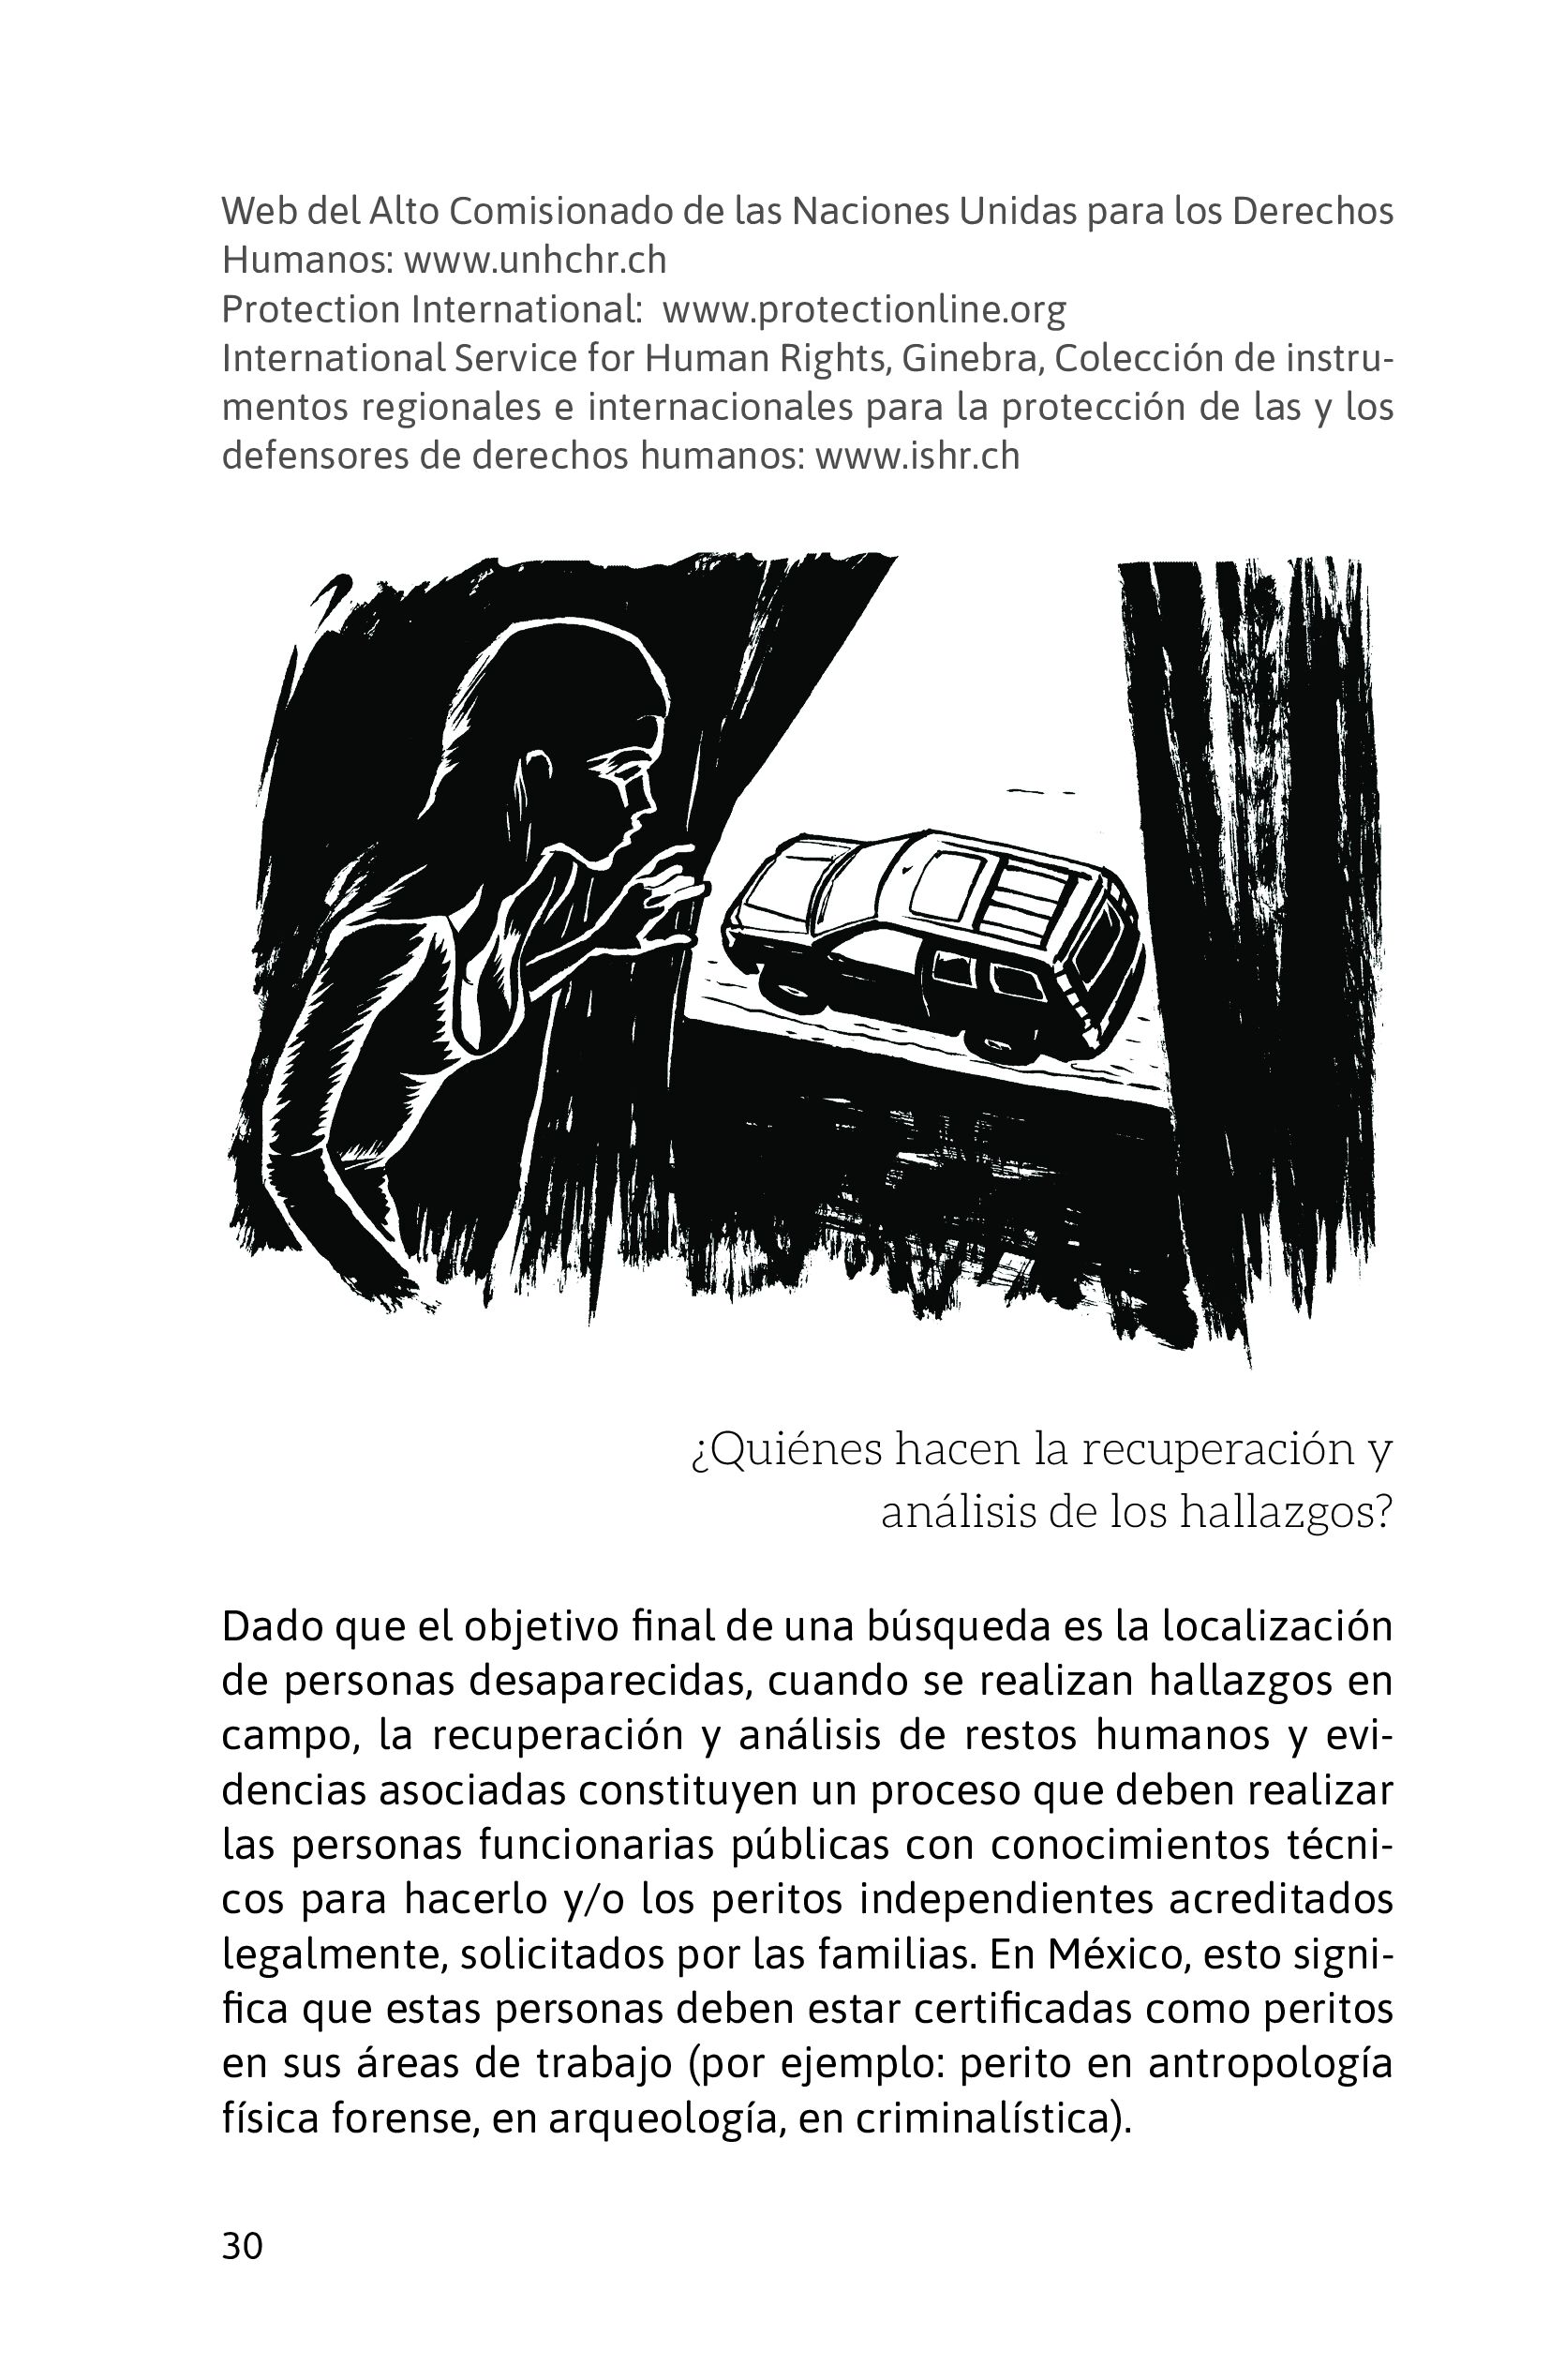 Web del Alto Comisionado de las Naciones Unidas para los Derechos
Humanos: www.unhchr.ch
Protection International:  www.protectionline.org
International Service for Human Rights, Ginebra, Colección de instru-
mentos regionales e internacionales para la protección de las y los
defensores de derechos humanos: www.ishr.ch
¿Quiénes hacen la recuperación y
análisis de los hallazgos?
Dado que el objetivo final de una búsqueda es la localización
de personas desaparecidas, cuando se realizan hallazgos en
campo, la recuperación y análisis de restos humanos y evi-
dencias asociadas constituyen un proceso que deben realizar
las personas funcionarias públicas con conocimientos técni-
cos para hacerlo y/o los peritos independientes acreditados
legalmente, solicitados por las familias. En México, esto signi-
fica que estas personas deben estar certificadas como peritos
en sus áreas de trabajo (por ejemplo: perito en antropología
física forense, en arqueología, en criminalística).
30